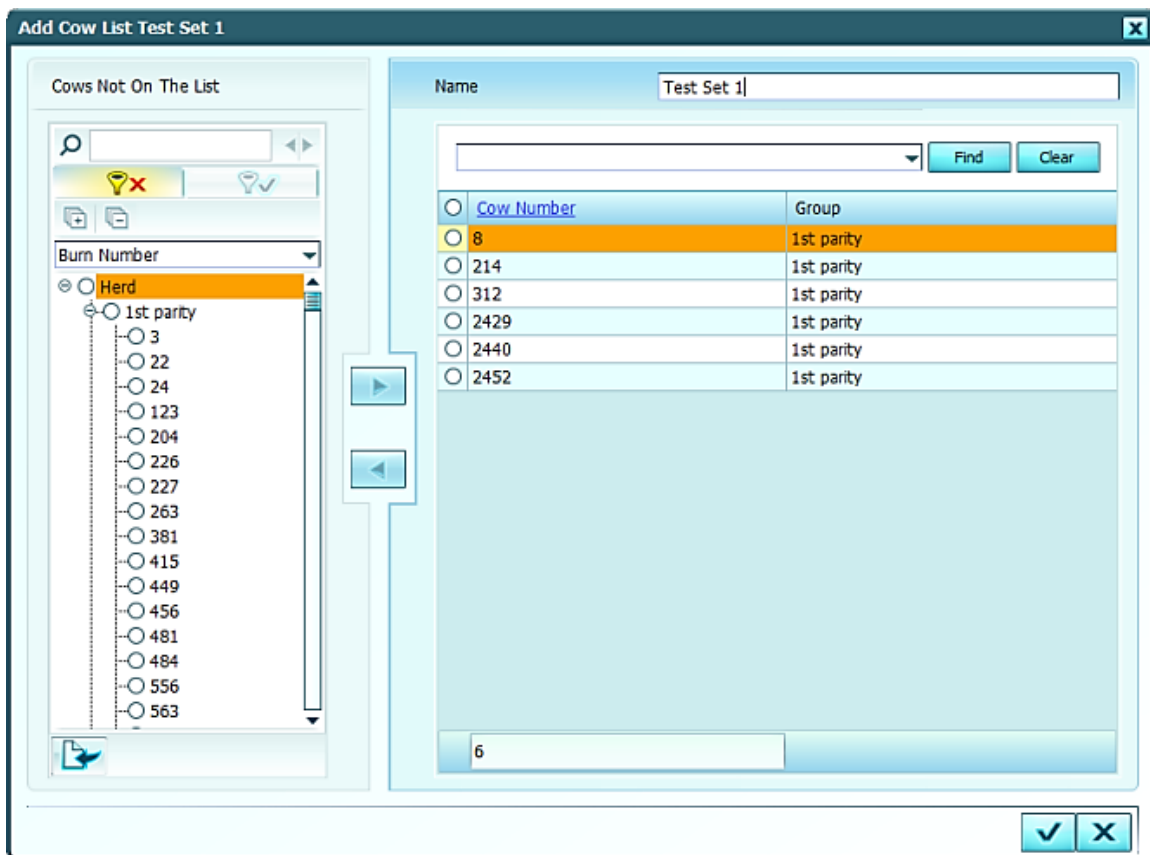 Add Cow List Test Set 1
Cows Not On The List
Burn Number
Herd
1st parity
3
22
24
123
204
226
227
263
381
415
449
456
481
484
556
563
Name Test Set 1
Find Clear
Cow Number Group
8 1st parity
214 1st parity
312 1st parity
2429 1st parity
2440 1st parity
2452 1st parity
6